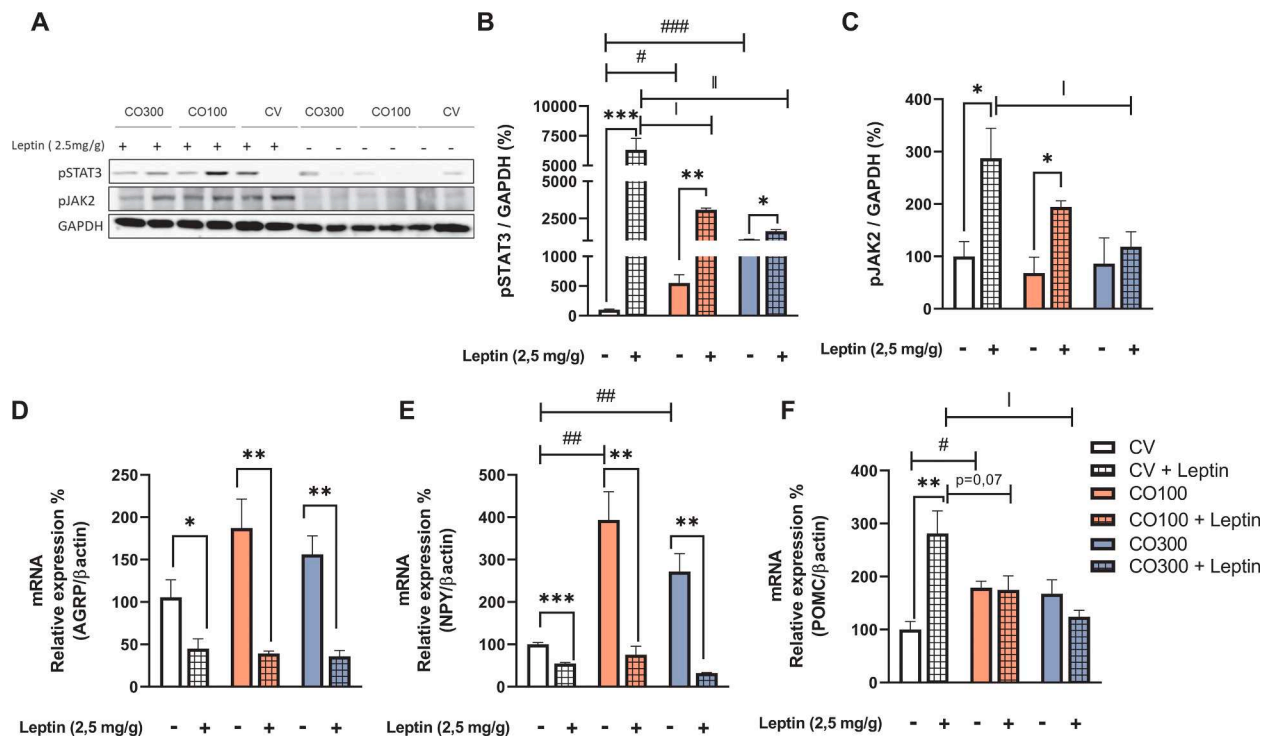 A
CO300 CO100 CV CO300 CO100 CV
Leptin ( 2.5mg/g) + + + + + + - - - - - -
pSTAT3
pJAK2
GAPDH
B
###
#
||
|
*** ** *
pSTAT3 / GAPDH (%)
10000
7500
5000
2500
1000
500
0
Leptin (2,5 mg/g) - + - + - +
C
|
* *
pJAK2 / GAPDH (%)
400
300
200
100
0
Leptin (2,5 mg/g) - + - + - +
D
* ** **
mRNA
Relative expression %
(AGRP/βactin)
250
200
150
100
50
0
Leptin (2,5 mg/g) - + - + - +
E
##
##
*** ** **
mRNA
Relative expression %
(NPY/βactin)
500
400
300
200
100
0
Leptin (2,5 mg/g) - + - + - +
F
|
#
p=0,07
**
mRNA
Relative expression %
(POMC/βactin)
400
300
200
100
0
Leptin (2,5 mg/g) - + - + - +
CV
CV + Leptin
CO100
CO100 + Leptin
CO300
CO300 + Leptin